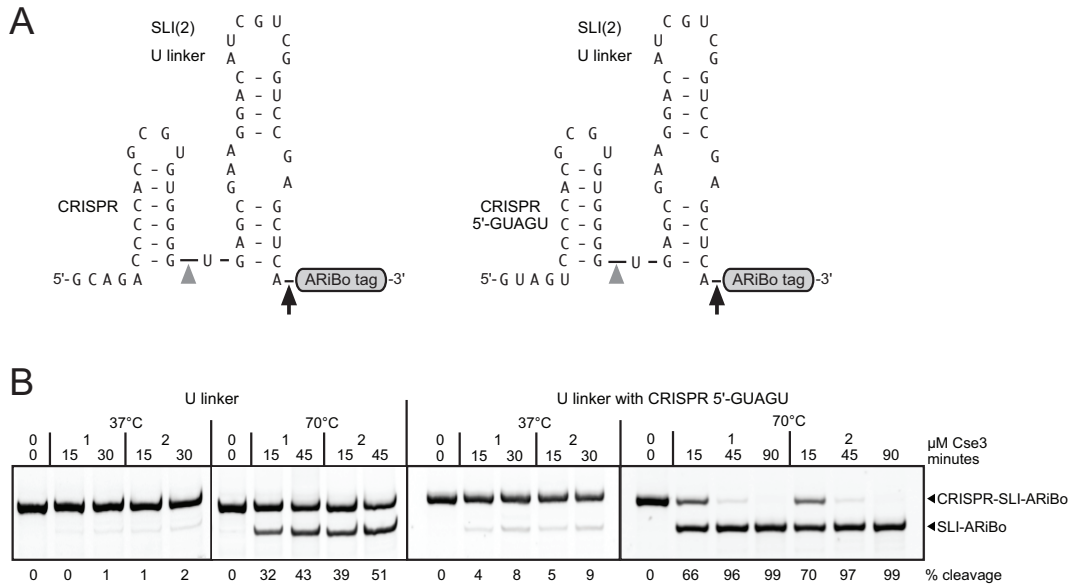 A
SLI(2)
U linker
C G U
U C
A G
C – G
A – U
G – C
G – C
A G
A A
G
C – G
G – C
A – U
G – U – G – C
A
C G
G U
C – G
A – U
C – G
C – G
C – G
C – G
CRISPR
5'-G C A G A
ARiBo tag
-3'
SLI(2)
U linker
C G U
U C
A G
C – G
A – U
G – C
G – C
A G
A A
G
C – G
G – C
A – U
G – U – G – C
A
C G
G U
C – G
A – U
C – G
C – G
C – G
C – G
CRISPR
5'-GUAGU
5'-G U A G U
ARiBo tag
-3'
B
U linker U linker with CRISPR 5'-GUAGU
37°C 70°C 37°C 70°C
0 1 2 0 1 2 0 1 2 0 1 2 µM Cse3
0 15 30 15 30 0 15 45 15 45 0 15 30 15 30 0 15 45 90 15 45 90 minutes
CRISPR-SLI-ARiBo
SLI-ARiBo
0 0 1 1 2 0 32 43 39 51 0 4 8 5 9 0 66 96 99 70 97 99 % cleavage